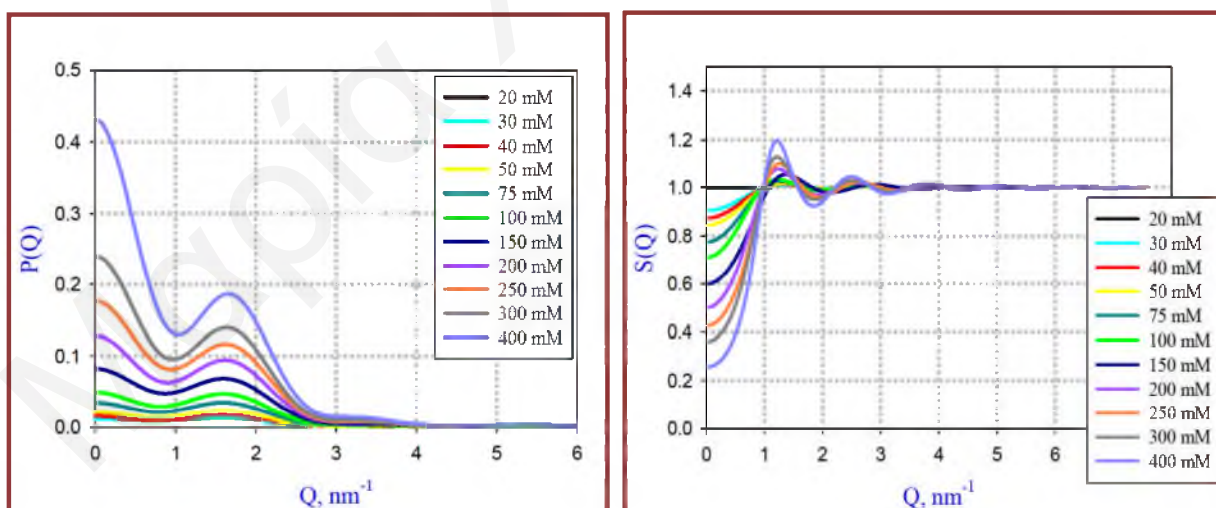 P(Q)
0.5
0.4
0.3
0.2
0.1
0.0
0 1 2 3 4 5 6
Q, nm-1
20 mM
30 mM
40 mM
50 mM
75 mM
100 mM
150 mM
200 mM
250 mM
300 mM
400 mM
S(Q)
1.4
1.2
1.0
0.8
0.6
0.4
0.2
0.0
0 1 2 3 4 5 6
Q, nm-1
20 mM
30 mM
40 mM
50 mM
75 mM
100 mM
150 mM
200 mM
250 mM
300 mM
400 mM
Μαρία